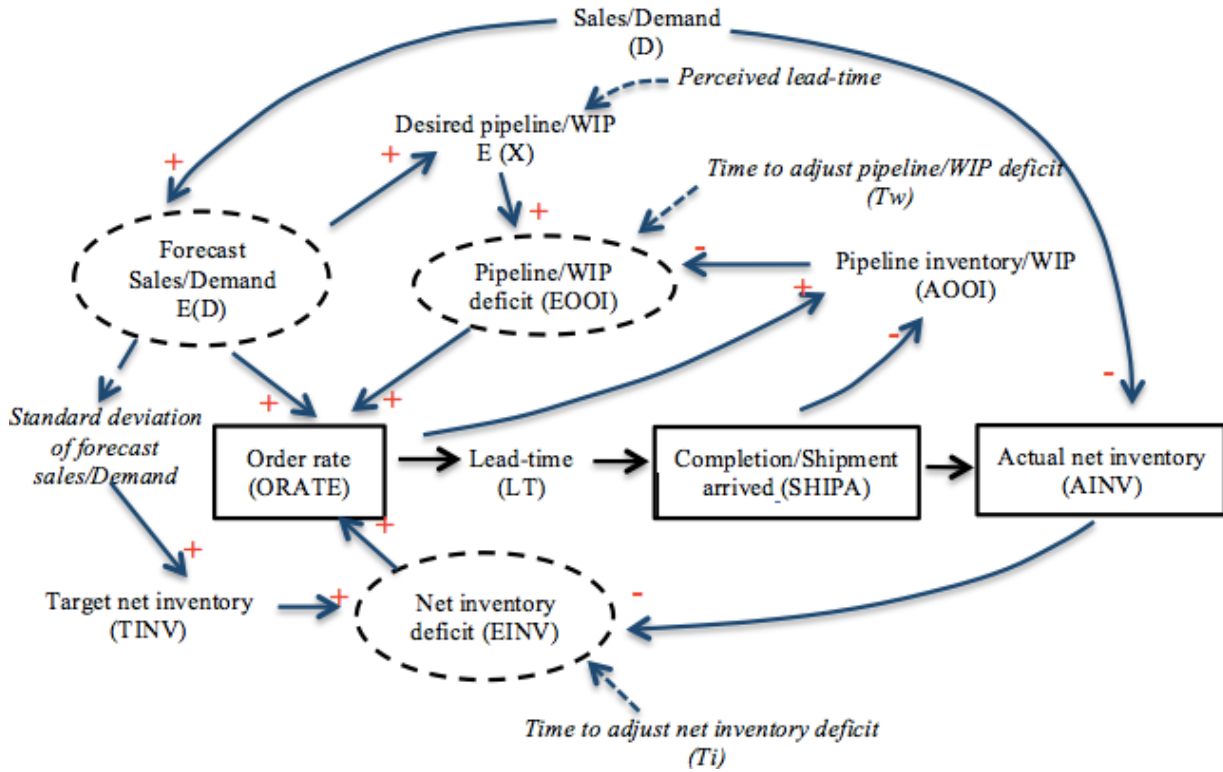 Sales/Demand
(D)
Perceived lead-time
Desired pipeline/WIP
E (X)
+
+
Time to adjust pipeline/WIP deficit
(Tw)
+
-
Forecast
Sales/Demand
E(D)
Pipeline/WIP
deficit (EOOI)
Pipeline inventory/WIP
(AOOI)
+
-
-
Standard deviation
of forecast
sales/Demand
+
+
Order rate
(ORATE)
Lead-time
(LT)
Completion/Shipment
arrived (SHIPA)
Actual net inventory
(AINV)
+
+
Target net inventory
(TINV)
+
Net inventory
deficit (EINV)
-
Time to adjust net inventory deficit
(Ti)